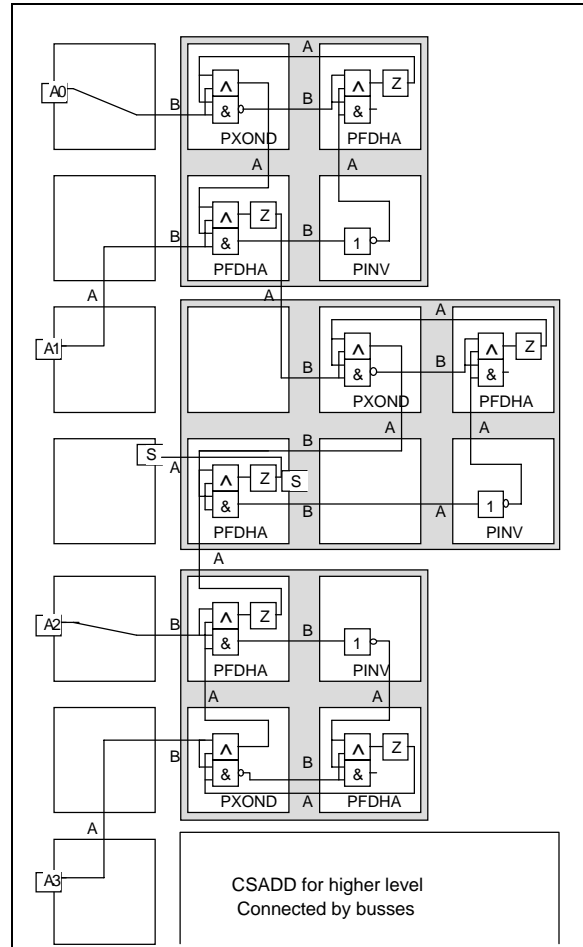 A
A0
Λ
Z
Λ
Z
B
&
B
&
PXOND
PFDHA
A
A
Λ
Z
B
&
B
1
PFDHA
PINV
A
A
A
A1
Λ
Λ
Z
B
&
B
&
B
PXOND
PFDHA
S
A
B
A
A
Λ
Z
S
&
B
A
1
PFDHA
PINV
A
Λ
Z
A2
B
&
B
1
PFDHA
PINV
A
A
Λ
Λ
Z
B
&
B
&
PXOND
A
PFDHA
A
A3
CSADD for higher level
Connected by busses